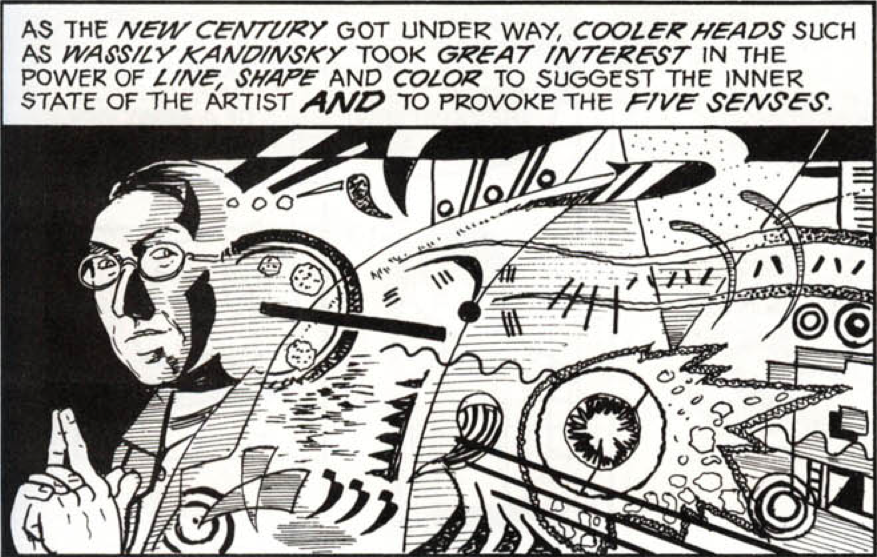 AS THE NEW CENTURY GOT UNDER WAY, COOLER HEADS SUCH
AS WASSILY KANDINSKY TOOK GREAT INTEREST IN THE
POWER OF LINE, SHAPE AND COLOR TO SUGGEST THE INNER
STATE OF THE ARTIST AND TO PROVOKE THE FIVE SENSES.